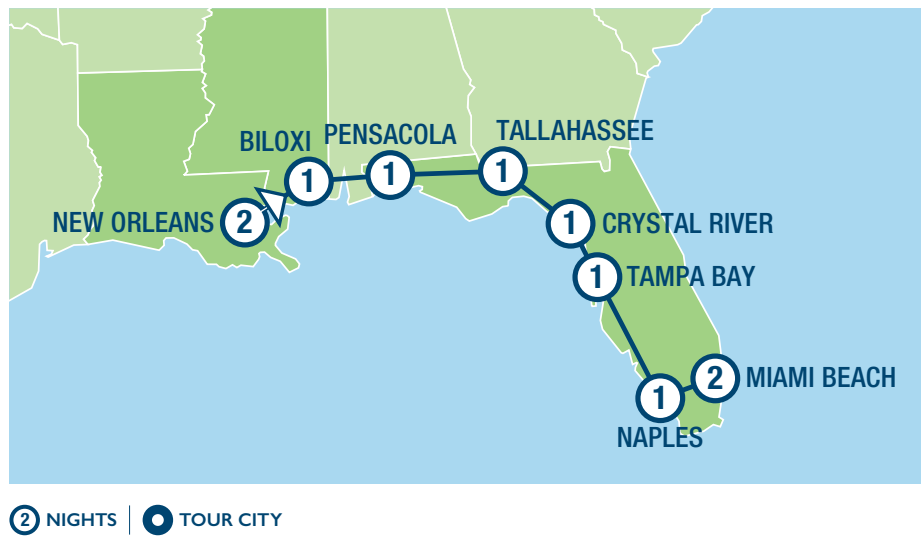 TALLAHASSEE
PENSACOLA
BILOXI
1
1
1
NEW ORLEANS
2
1
CRYSTAL RIVER
1
TAMPA BAY
2
MIAMI BEACH
1
NAPLES
2 NIGHTS
TOUR CITY